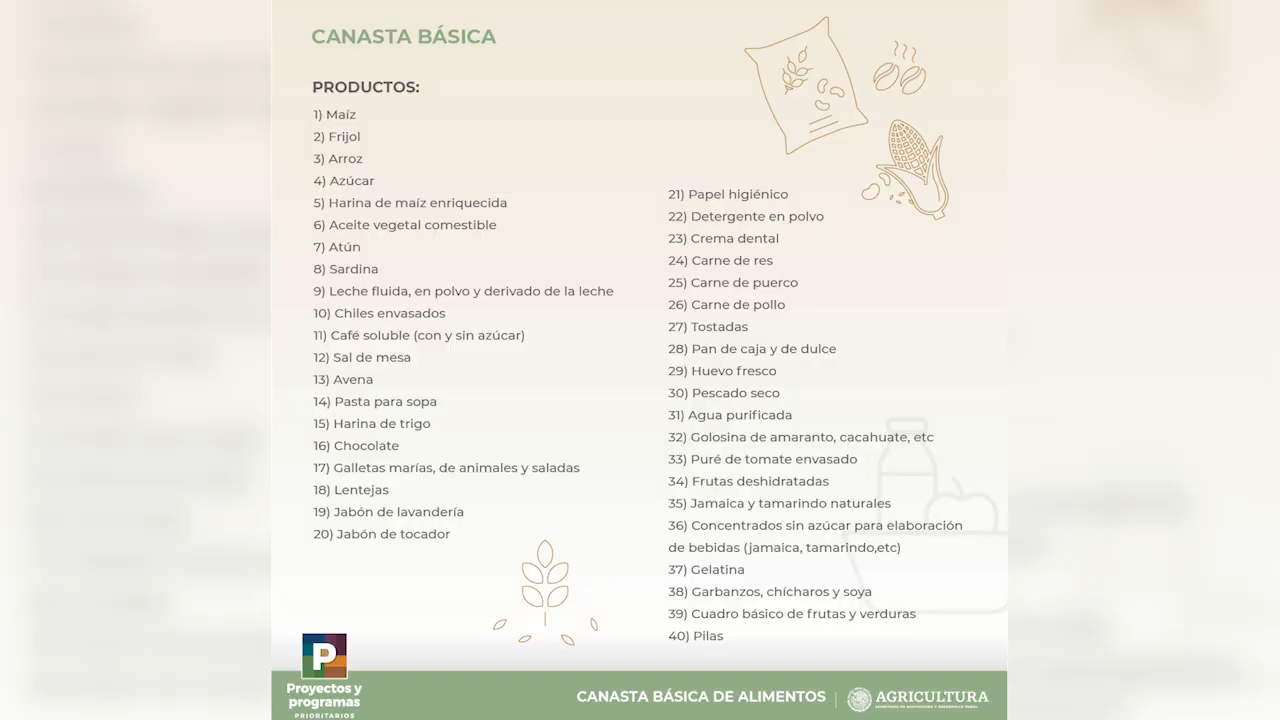 CANASTA BÁSICA
PRODUCTOS:
1) Maíz
2) Frijol
3) Arroz
4) Azúcar
5) Harina de maíz enriquecida
6) Aceite vegetal comestible
7) Atún
8) Sardina
9) Leche fluida, en polvo y derivado de la leche
10) Chiles envasados
11) Café soluble (con y sin azúcar)
12) Sal de mesa
13) Avena
14) Pasta para sopa
15) Harina de trigo
16) Chocolate
17) Galletas marías, de animales y saladas
18) Lentejas
19) Jabón de lavandería
20) Jabón de tocador
21) Papel higiénico
22) Detergente en polvo
23) Crema dental
24) Carne de res
25) Carne de puerco
26) Carne de pollo
27) Tostadas
28) Pan de caja y de dulce
29) Huevo fresco
30) Pescado seco
31) Agua purificada
32) Golosina de amaranto, cacahuate, etc
33) Puré de tomate envasado
34) Frutas deshidratadas
35) Jamaica y tamarindo naturales
36) Concentrados sin azúcar para elaboración
de bebidas (jamaica, tamarindo,etc)
37) Gelatina
38) Garbanzos, chícharos y soya
39) Cuadro básico de frutas y verduras
40) Pilas
P
Proyectos y
programas
PRIORITARIOS
CANASTA BÁSICA DE ALIMENTOS
AGRICULTURA
SECRETARÍA DE AGRICULTURA Y DESARROLLO RURAL